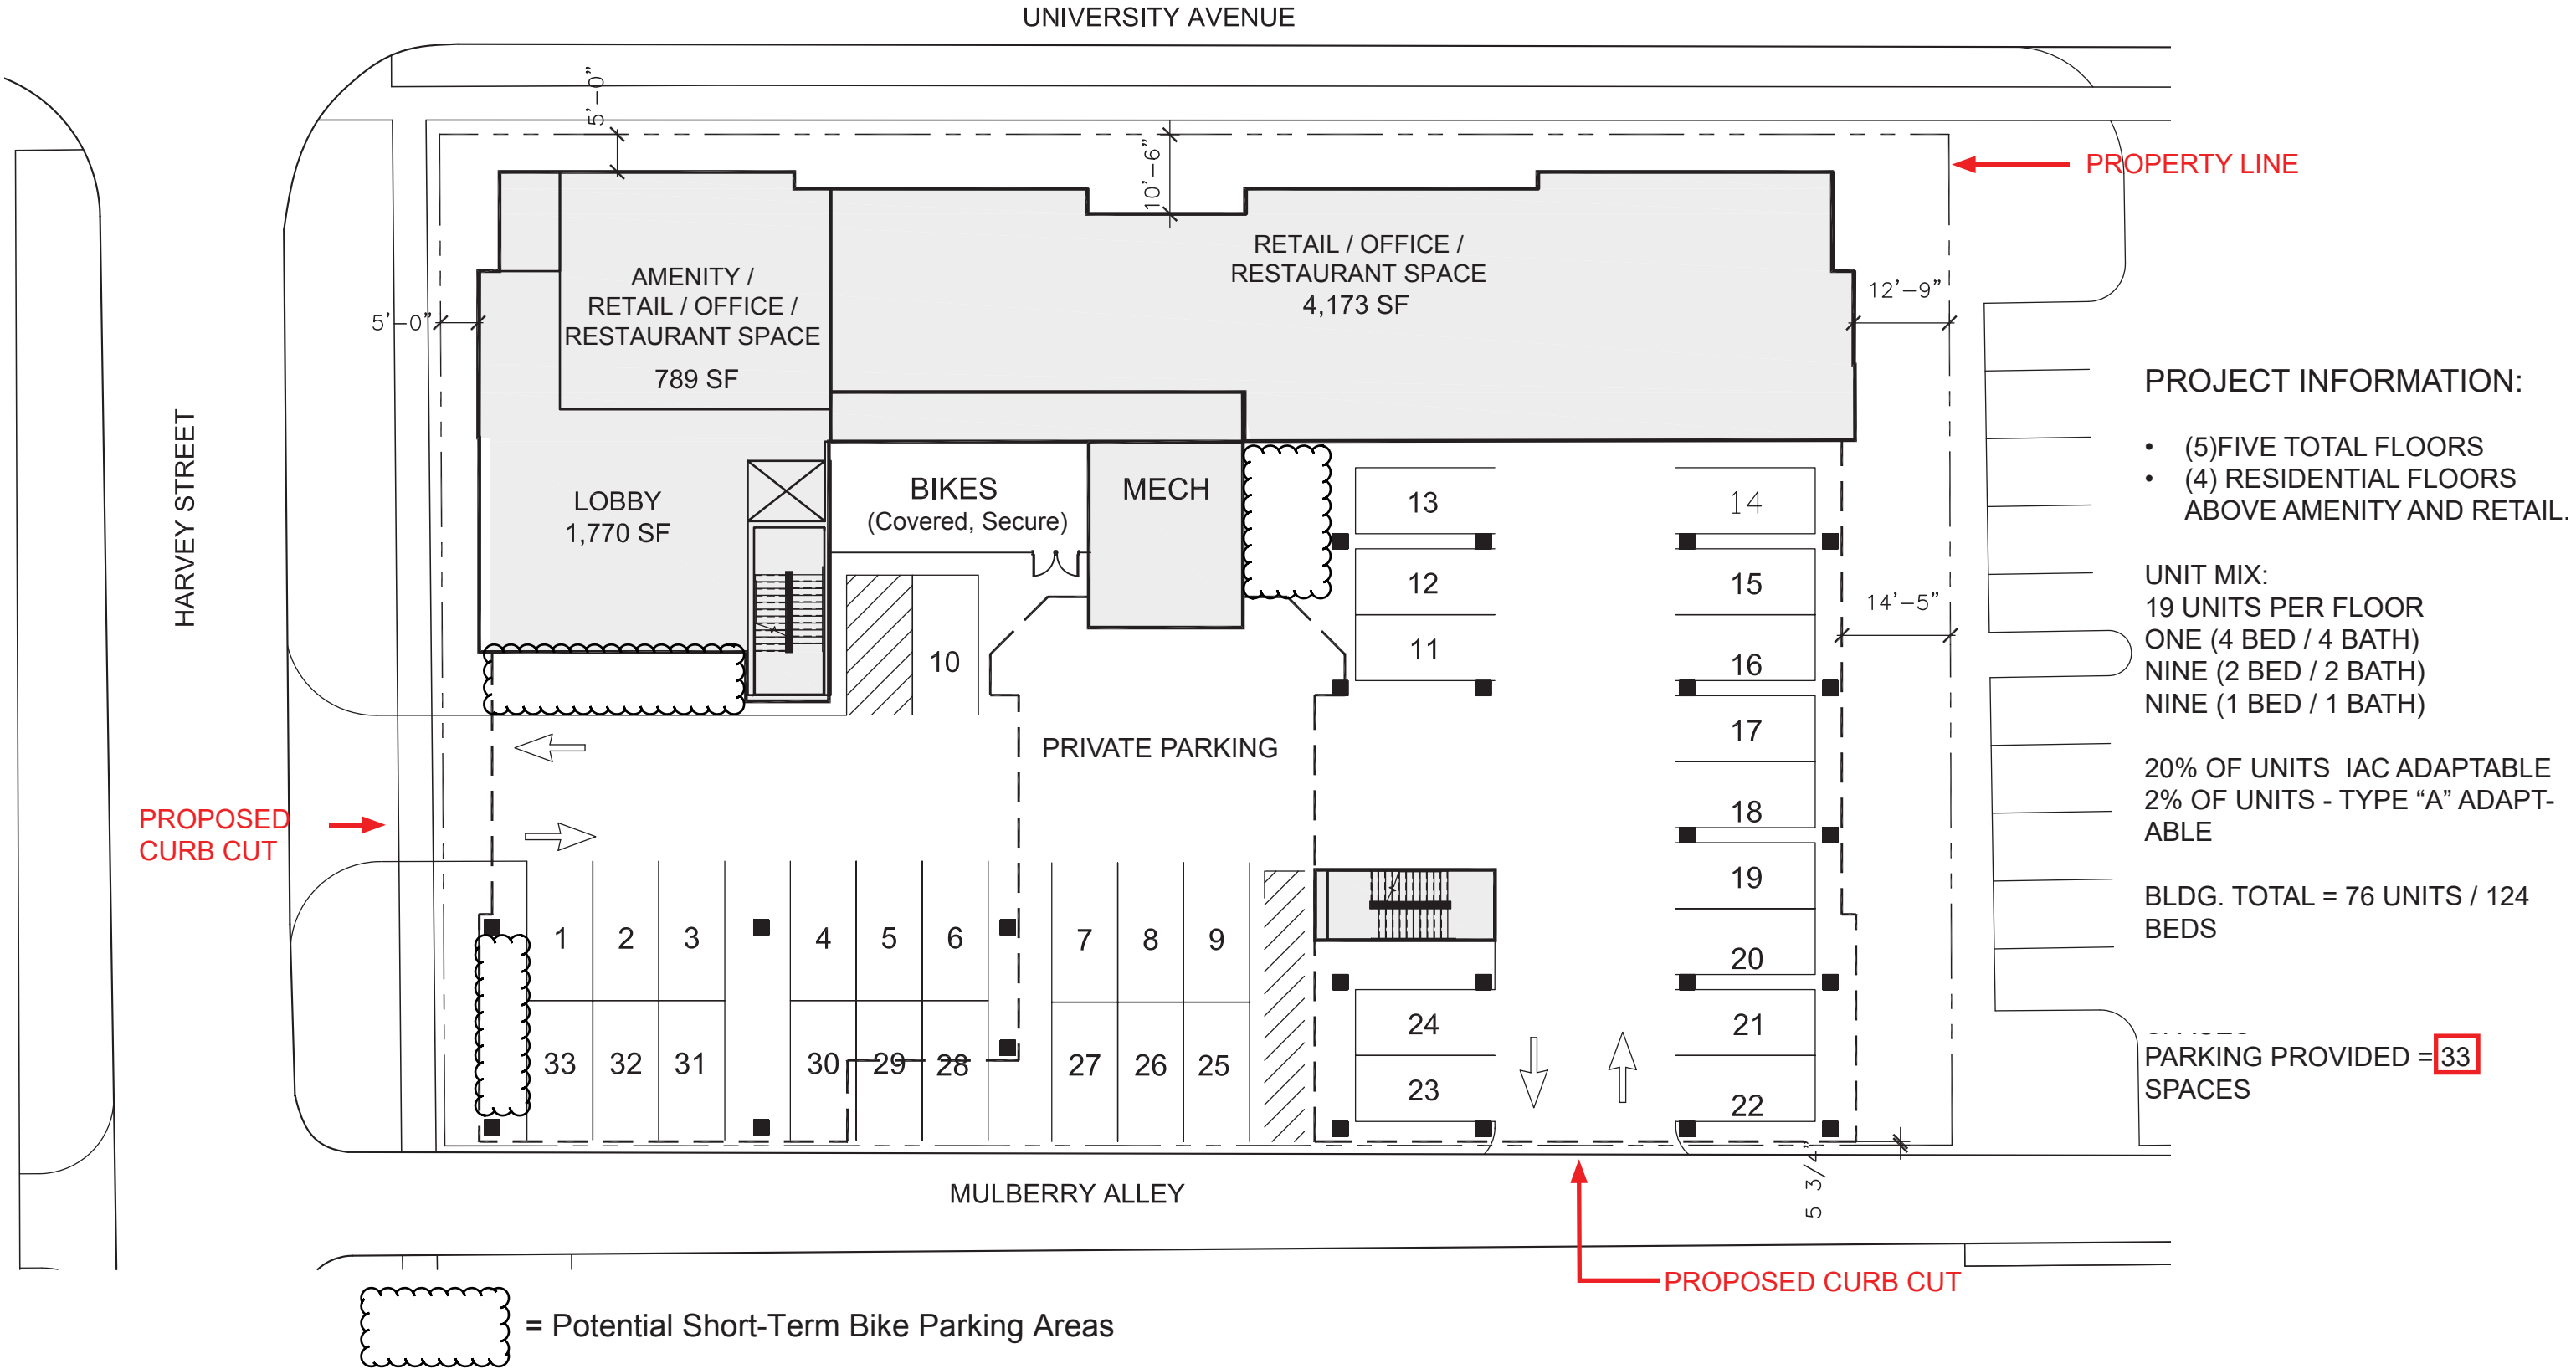 UNIVERSITY AVENUE
5'-0"
10'-6"
PROPERTY LINE
AMENITY /
RETAIL / OFFICE /
RESTAURANT SPACE
789 SF
RETAIL / OFFICE /
RESTAURANT SPACE
4,173 SF
12'-9"
5'-0"
HARVEY STREET
LOBBY
1,770 SF
BIKES
(Covered, Secure)
MECH
13
14
12
15
11
16
14'-5"
10
17
PRIVATE PARKING
18
PROPOSED
CURB CUT
19
1
2
3
4
5
6
7
8
9
20
24
21
33
32
31
30
29
28
27
26
25
23
22
5 3/4"
MULBERRY ALLEY
PROPOSED CURB CUT
= Potential Short-Term Bike Parking Areas
PROJECT INFORMATION:
• (5)FIVE TOTAL FLOORS
• (4) RESIDENTIAL FLOORS
ABOVE AMENITY AND RETAIL.
UNIT MIX:
19 UNITS PER FLOOR
ONE (4 BED / 4 BATH)
NINE (2 BED / 2 BATH)
NINE (1 BED / 1 BATH)
20% OF UNITS IAC ADAPTABLE
2% OF UNITS - TYPE “A” ADAPT-
ABLE
BLDG. TOTAL = 76 UNITS / 124
BEDS
PARKING PROVIDED = 33
SPACES